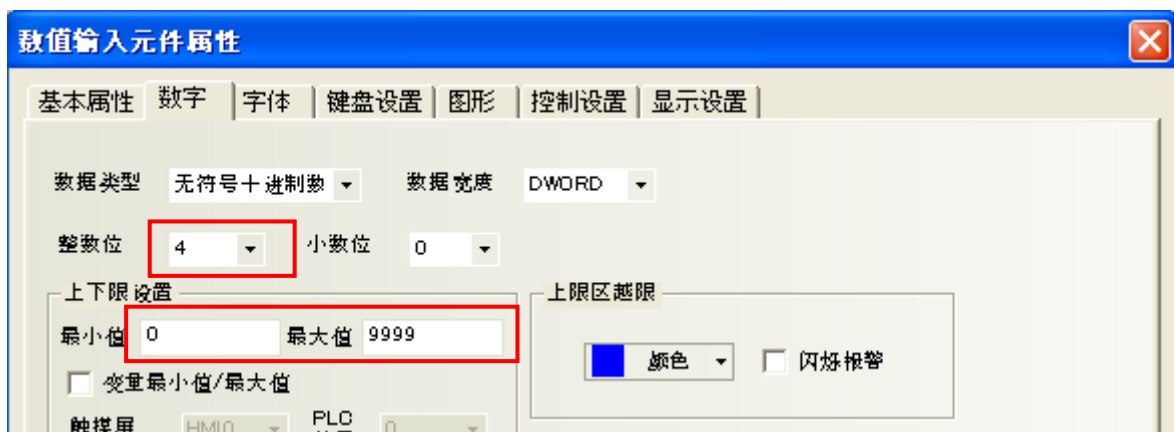 数值输入元件属性
基本属性 数字 字体 键盘设置 图形 控制设置 显示设置
数据类型 无符号十进制数 数据宽度 DWORD
整数位 4 小数位 0
上下限设置 上限区越限
最小值 0 最大值 9999
颜色 闪烁报警
变量最小值/最大值
触摸屏 HMI0 PLC 0